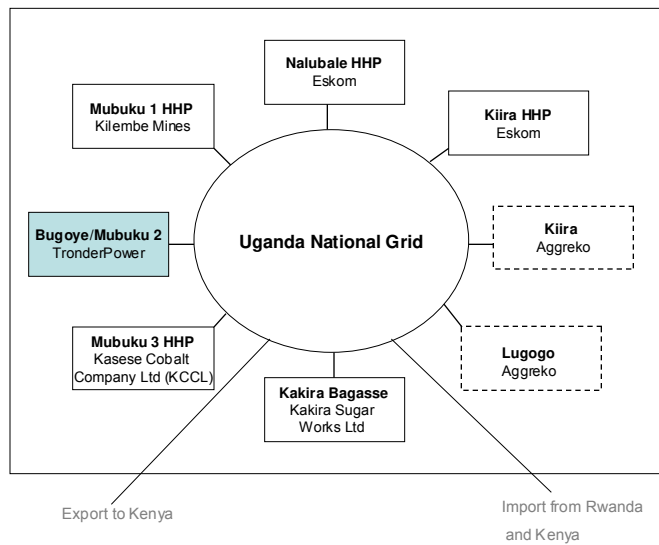 Nalubale HHP
Eskom
Mubuku 1 HHP
Kilembe Mines
Kiira HHP
Eskom
Bugoye/Mubuku 2
TronderPower
Uganda National Grid
Kiira
Aggreko
Mubuku 3 HHP
Kasese Cobalt
Company Ltd (KCCL)
Lugogo
Aggreko
Kakira Bagasse
Kakira Sugar
Works Ltd
Export to Kenya
Import from Rwanda
and Kenya